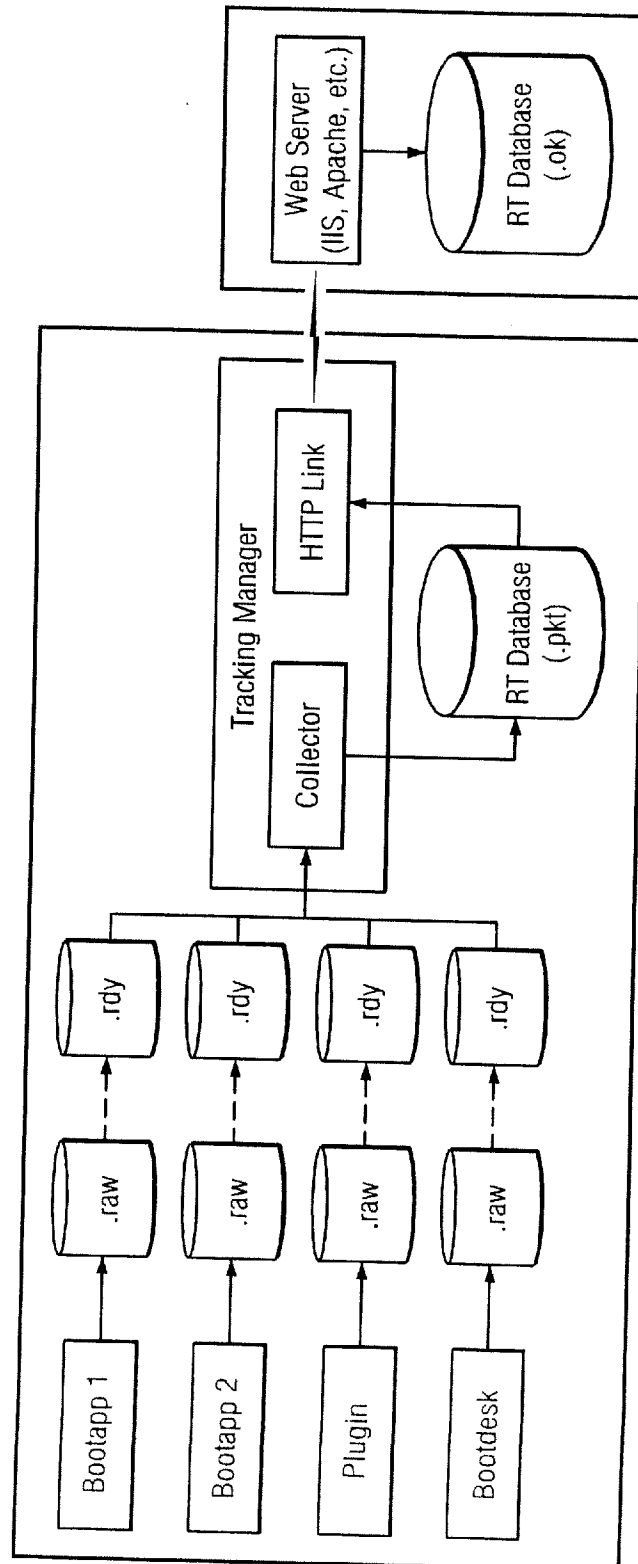 Bootapp 1
.raw
.rdy
Bootapp 2
.raw
.rdy
Plugin
.raw
.rdy
Bootdesk
.raw
.rdy
Tracking Manager
Collector
HTTP Link
RT Database
(.pkt)
Web Server
(IIS, Apache, etc.)
RT Database
(.ok)